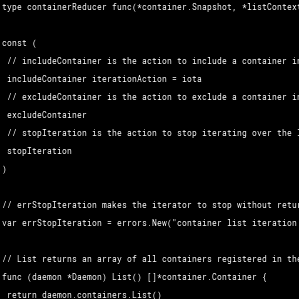 type containerReducer func(*container.Snapshot, *listContext
const (
// includeContainer is the action to include a container in
includeContainer iterationAction = iota
// excludeContainer is the action to exclude a container in
excludeContainer
// stopIteration is the action to stop iterating over the
stopIteration
)
// errStopIteration makes the iterator to stop without retur
var errStopIteration = errors.New("container list iteration
// List returns an array of all containers registered in the
func (daemon *Daemon) List() []*container.Container {
return daemon.containers.List()